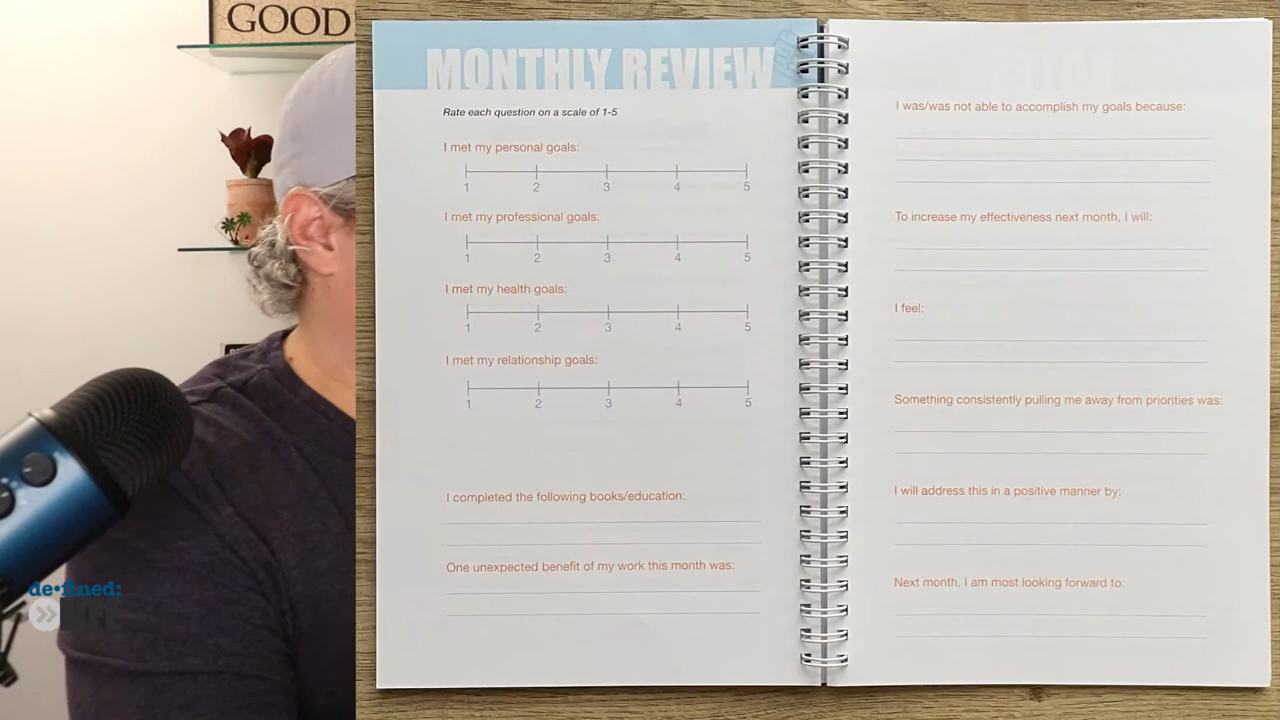 GOOD
de•fined:
MONTHLY REVIEW
Rate each question on a scale of 1-5
I met my personal goals:
1 2 3 4 5
I met my professional goals:
1 2 3 4 5
I met my health goals:
1 2 3 4 5
I met my relationship goals:
1 2 3 4 5
I completed the following books/education:
One unexpected benefit of my work this month was:
I was/was not able to accomplish my goals because:
To increase my effectiveness next month, I will:
I feel:
Something consistently pulling me away from priorities was:
I will address this in a positive manner by:
Next month, I am most looking forward to: